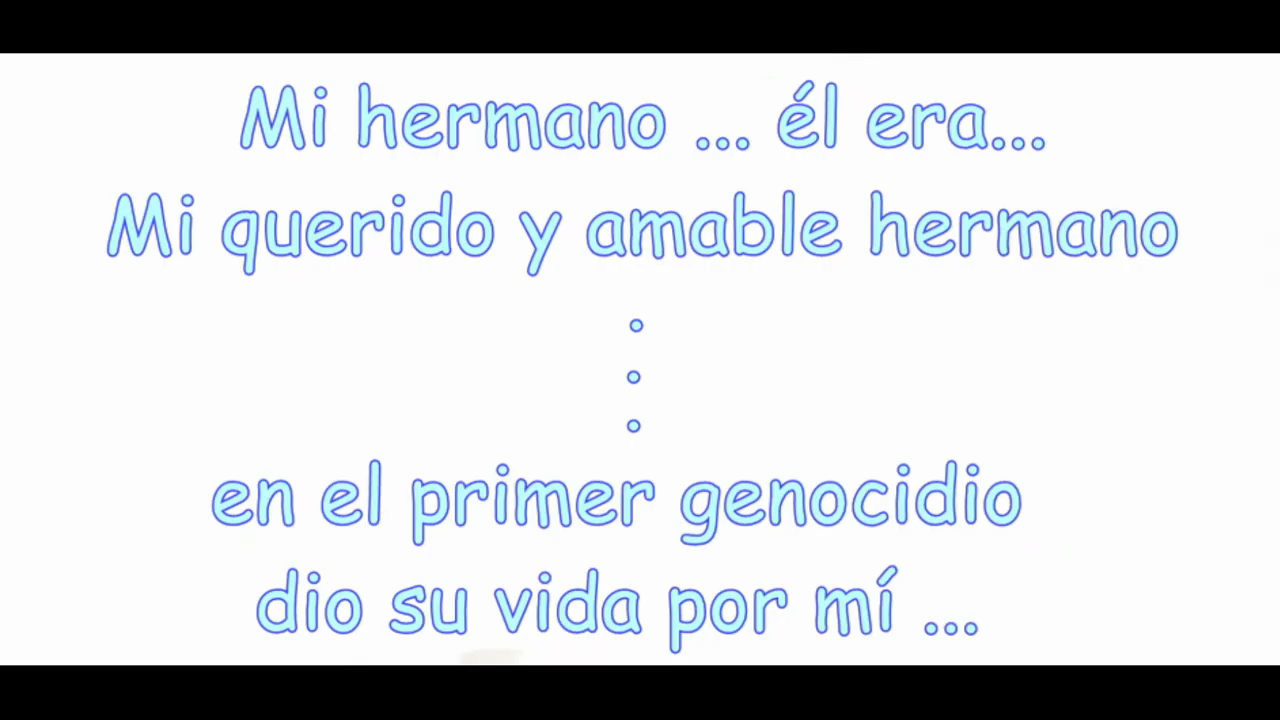 Mi hermano ... él era...
Mi querido y amable hermano
.
.
.
en el primer genocidio
dio su vida por mí ...